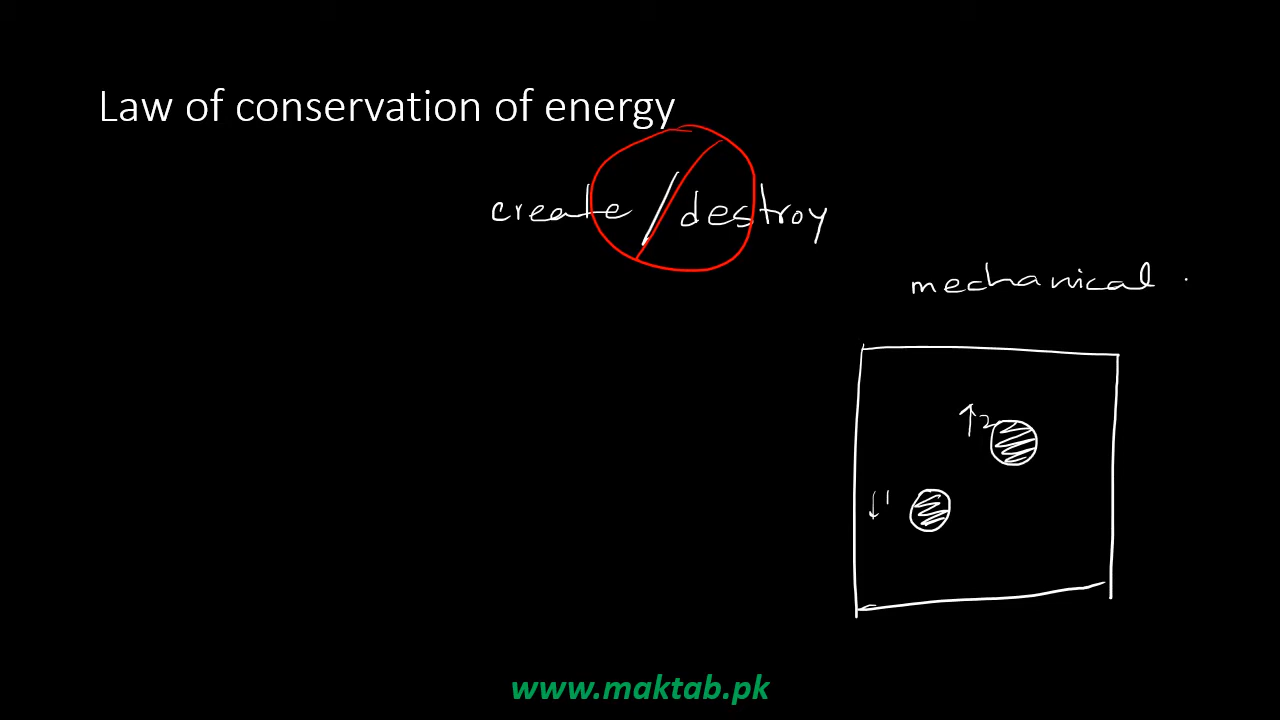 Law of conservation of energy
create / destroy
mechanical .
↑2
↓1
www.maktab.pk